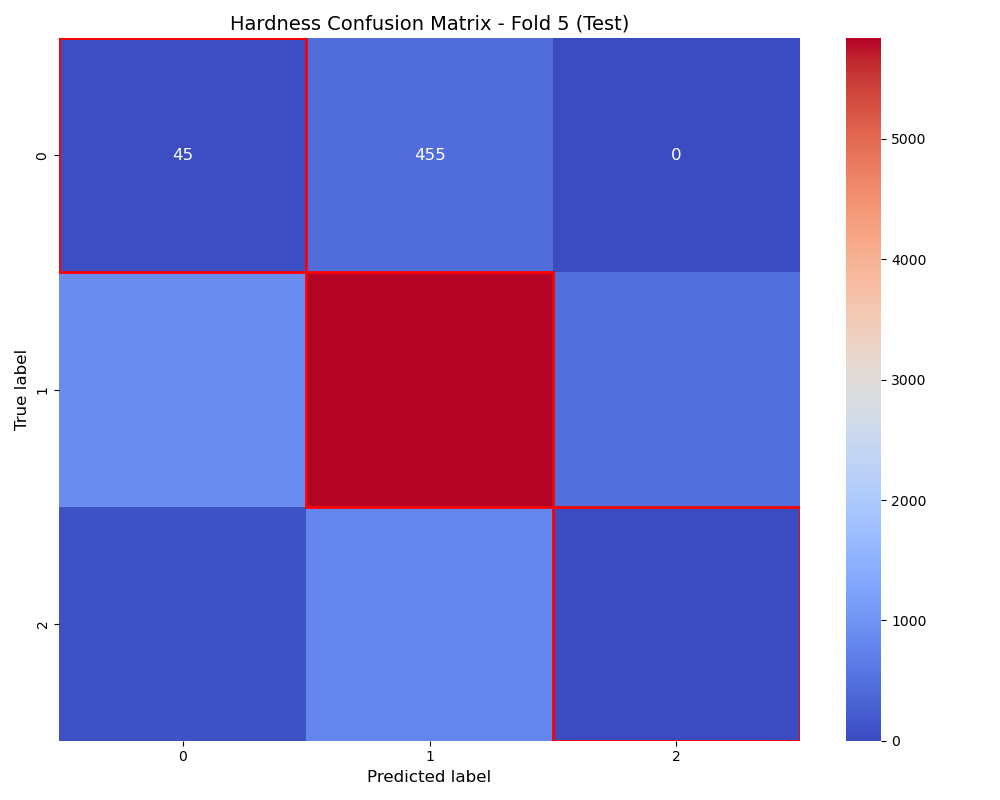 Hardness Confusion Matrix - Fold 5 (Test)
45 455 0
0
1
2
True label
0 1 2
Predicted label
5000
4000
3000
2000
1000
0